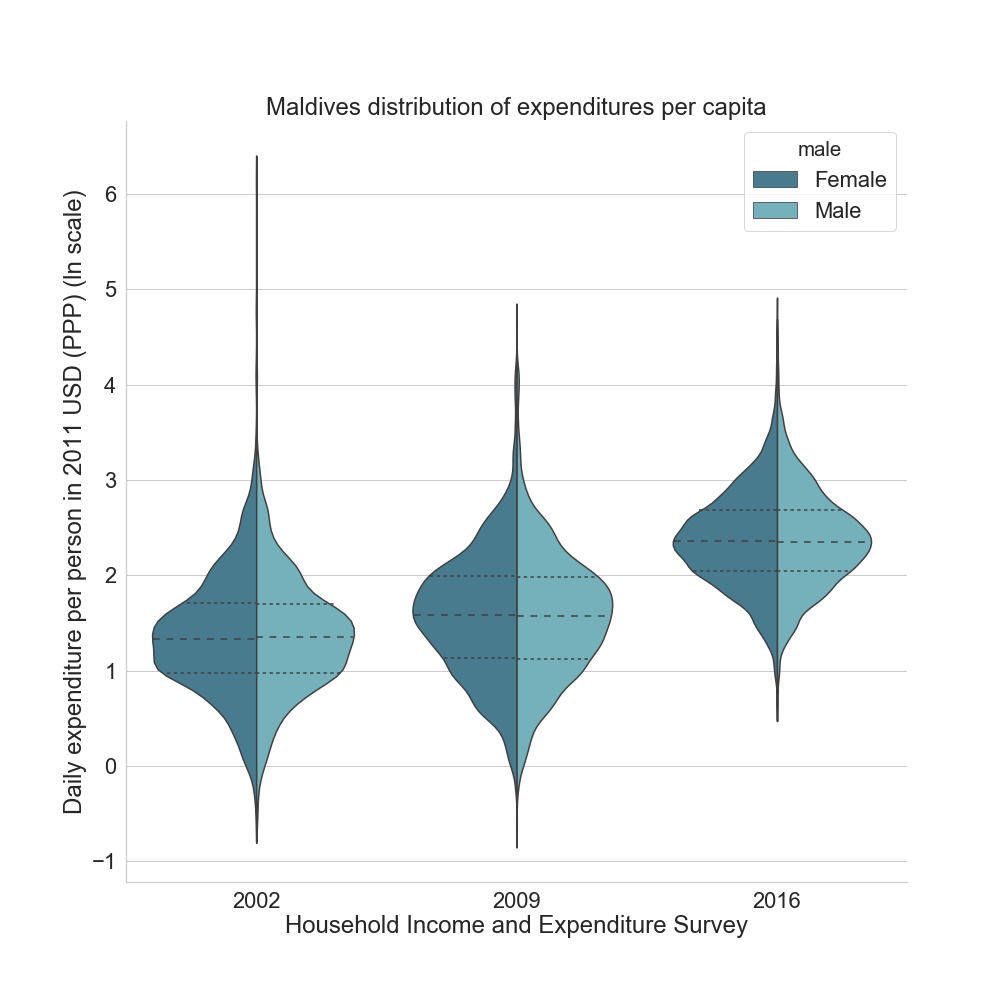 Maldives distribution of expenditures per capita
male
Female
Male
Daily expenditure per person in 2011 USD (PPP) (ln scale)
6
5
4
3
2
1
0
−1
2002 2009 2016
Household Income and Expenditure Survey